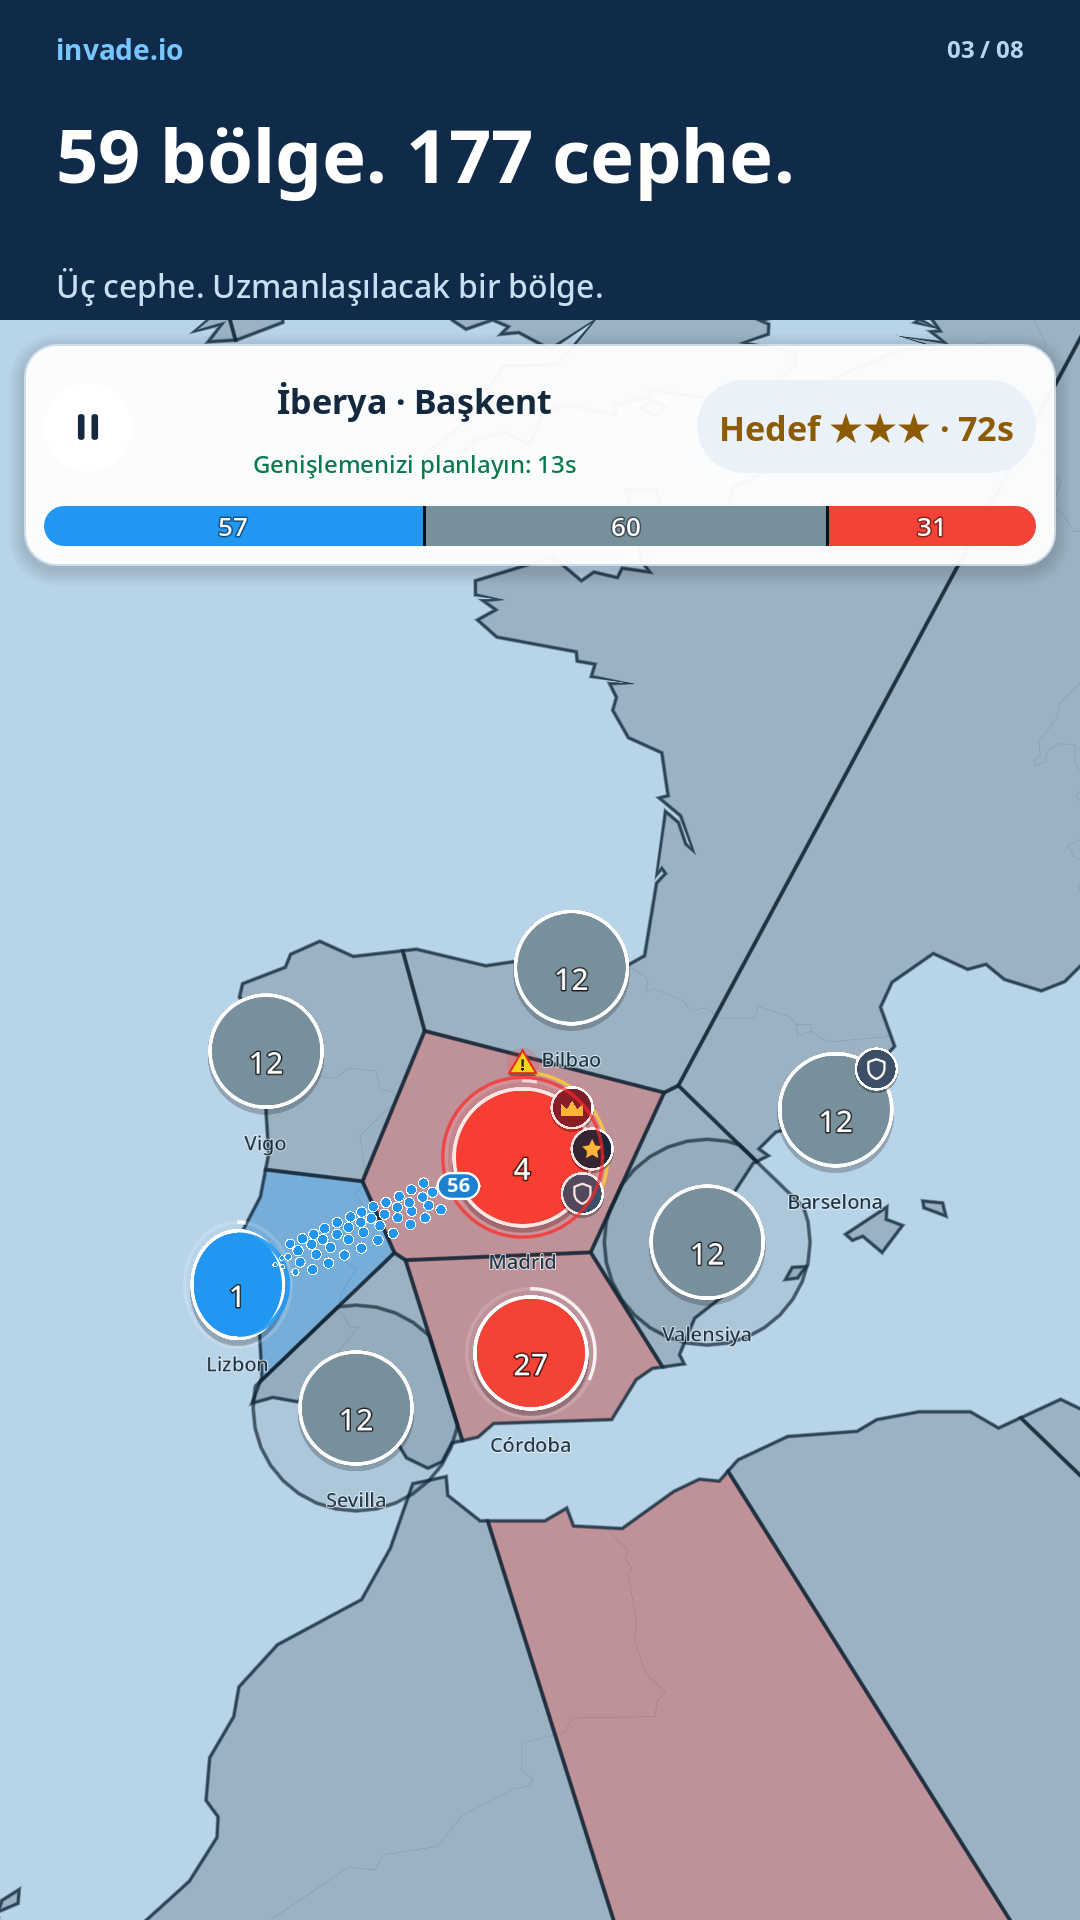 invade.io
03 / 08
59 bölge. 177 cephe.
Üç cephe. Uzmanlaşılacak bir bölge.
İberya · Başkent
Hedef ★★★ · 72s
Genişlemenizi planlayın: 13s
57
60
31
12
12
Bilbao
12
Vigo
4
56
Barselona
12
Madrid
1
Valensiya
27
Lizbon
12
Córdoba
Sevilla